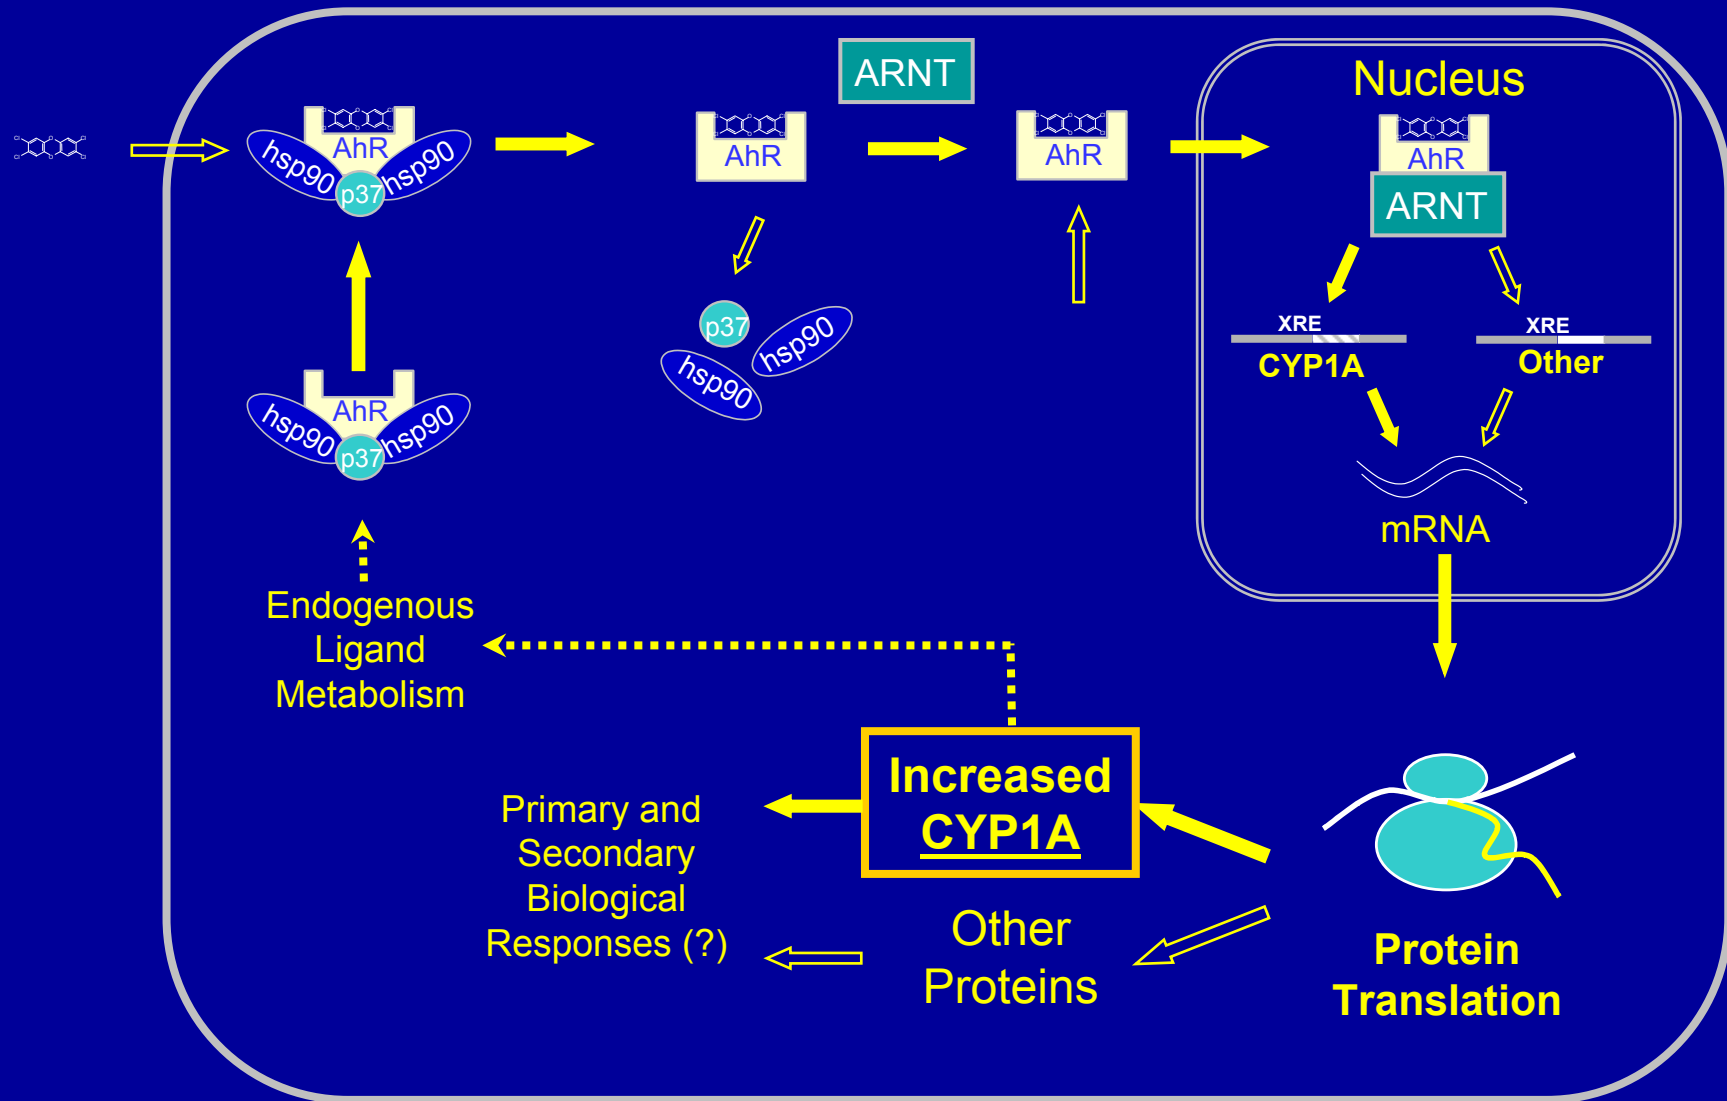 ARNT
Nucleus
AhR
hsp90
p37
hsp90
AhR
AhR
AhR
ARNT
p37
hsp90
hsp90
XRE
CYP1A
XRE
Other
AhR
hsp90
p37
hsp90
mRNA
Endogenous
Ligand
Metabolism
Increased
CYP1A
Primary and
Secondary
Biological
Responses (?)
Other
Proteins
Protein
Translation